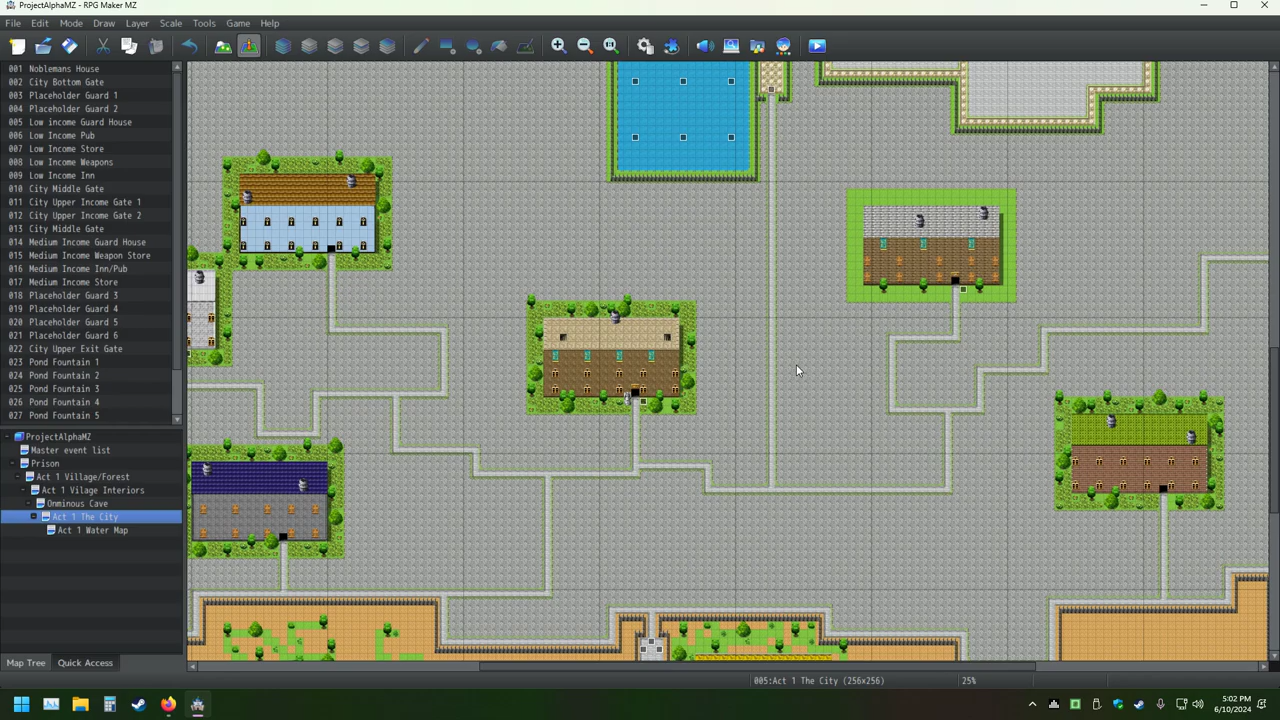 ProjectAlphaMZ - RPG Maker MZ
File Edit Mode Draw Layer Scale Tools Game Help
001 Noblemans House
002 City Bottom Gate
003 Placeholder Guard 1
004 Placeholder Guard 2
005 Low income Guard House
006 Low Income Pub
007 Low Income Store
008 Low Income Weapons
009 Low Income Inn
010 City Middle Gate
011 City Upper Income Gate 1
012 City Upper Income Gate 2
013 City Middle Gate
014 Medium Income Guard House
015 Medium Income Weapon Store
016 Medium Income Inn/Pub
017 Medium Income Store
018 Placeholder Guard 3
019 Placeholder Guard 4
020 Placeholder Guard 5
021 Placeholder Guard 6
022 City Upper Exit Gate
023 Pond Fountain 1
024 Pond Fountain 2
025 Pond Fountain 3
026 Pond Fountain 4
027 Pond Fountain 5
ProjectAlphaMZ
Master event list
Prison
Act 1 Village/Forest
Act 1 Vilage Interiors
Onminous Cave
Act 1 The City
Act 1 Water Map
Map Tree Quick Access
005:Act 1 The City (256x256) 25%
5:02 PM
6/10/2024